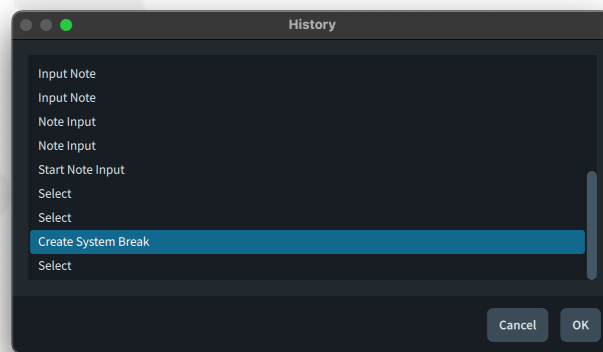 History
Input Note
Input Note
Note Input
Note Input
Start Note Input
Select
Select
Create System Break
Select
Cancel OK